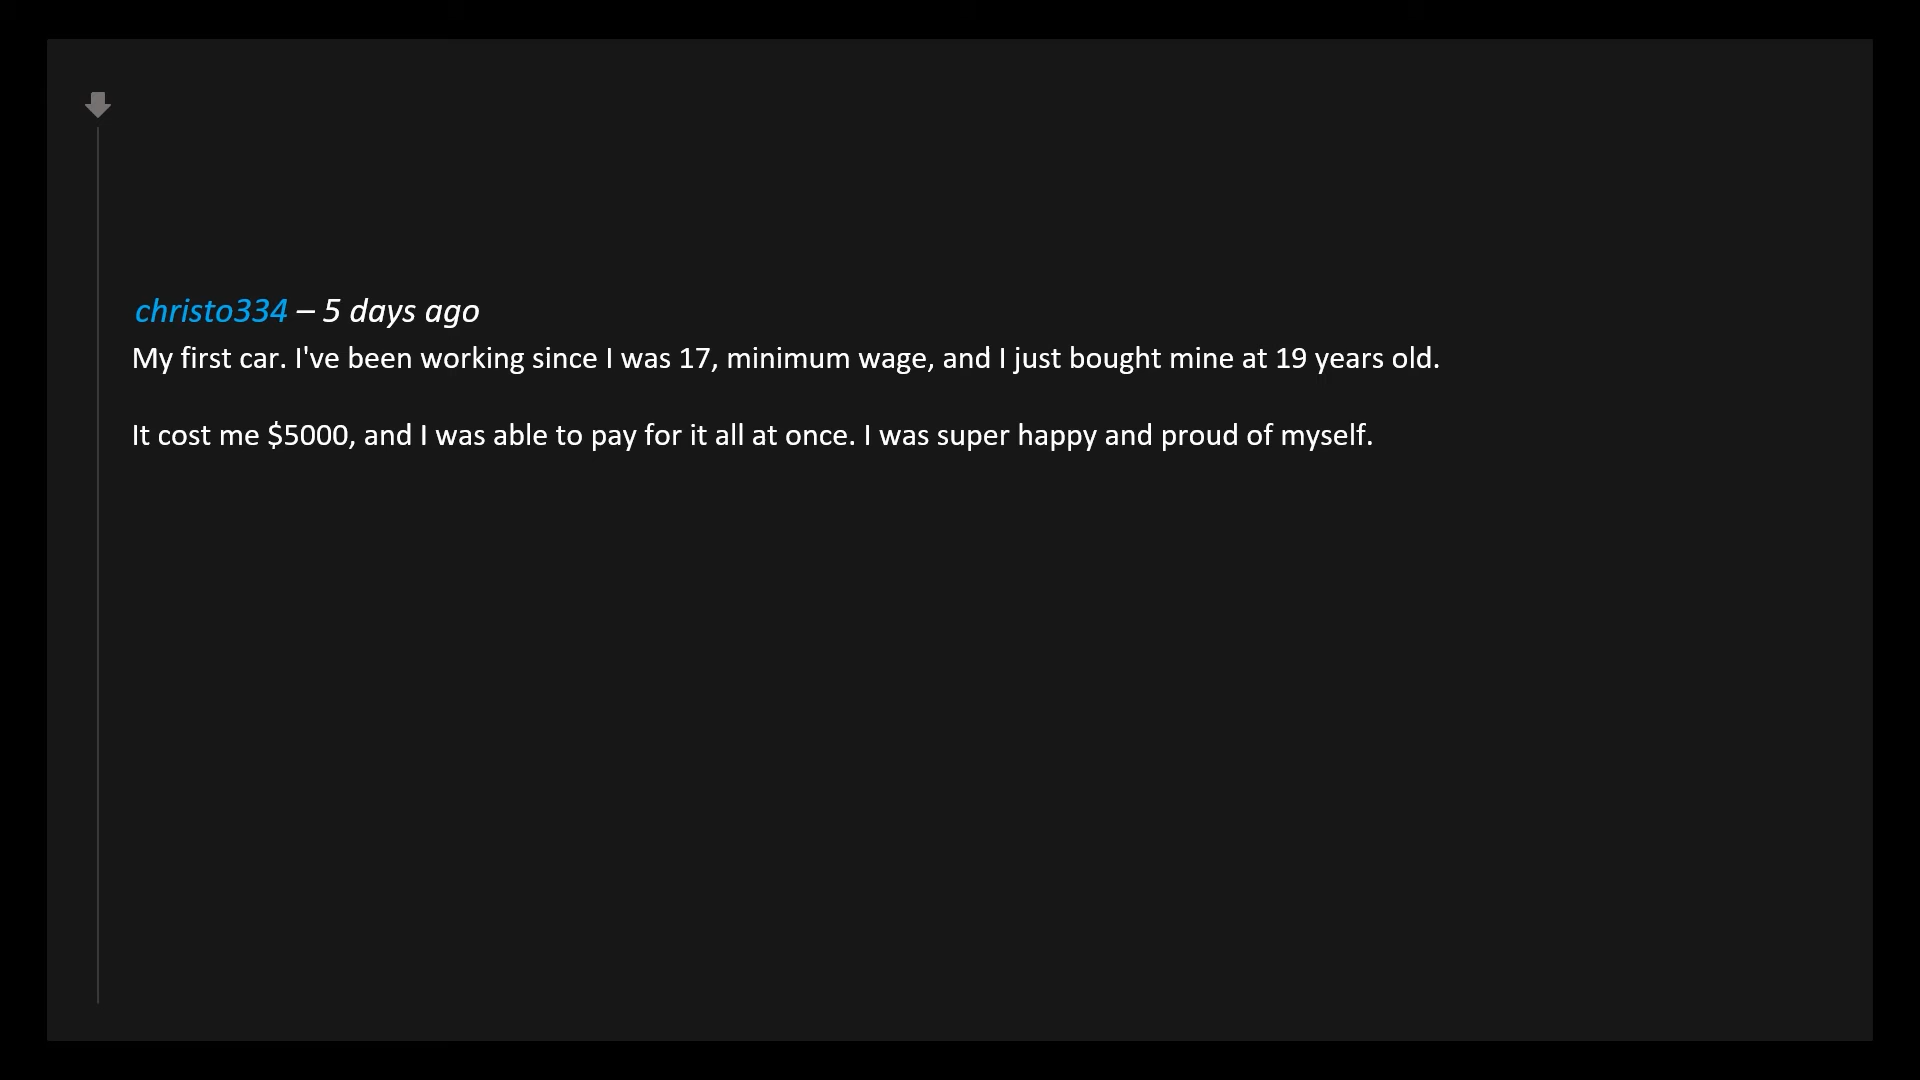 christo334 – 5 days ago
My first car. I've been working since I was 17, minimum wage, and I just bought mine at 19 years old.
It cost me $5000, and I was able to pay for it all at once. I was super happy and proud of myself.